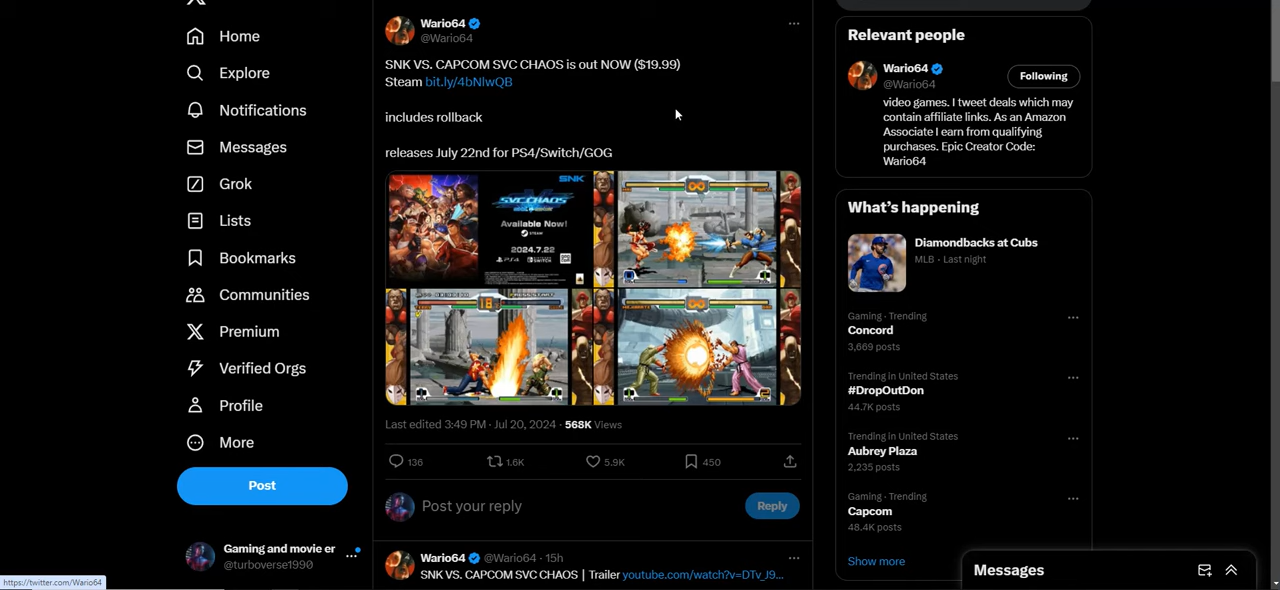 Home
Explore
Notifications
Messages
Grok
Lists
Bookmarks
Communities
Premium
Verified Orgs
Profile
More
Post
Gaming and movie er
@turboverse1990
https://twitter.com/Wario64
Wario64
@Wario64
SNK VS. CAPCOM SVC CHAOS is out NOW ($19.99)
Steam bit.ly/4bNlwQB
includes rollback
releases July 22nd for PS4/Switch/GOG
SNK
SVC CHAOS
Available Now!
STEAM
2024.7.22
PS4
Last edited 3:49 PM · Jul 20, 2024 · 568K Views
136
1.6K
5.9K
450
Post your reply
Reply
Wario64 @Wario64 · 15h
SNK VS. CAPCOM SVC CHAOS | Trailer youtube.com/watch?v=DTv_J9...
Relevant people
Wario64
@Wario64
Following
video games. I tweet deals which may
contain affiliate links. As an Amazon
Associate I earn from qualifying
purchases. Epic Creator Code:
Wario64
What's happening
Diamondbacks at Cubs
MLB · Last night
Gaming · Trending
Concord
3,669 posts
Trending in United States
#DropOutDon
44.7K posts
Trending in United States
Aubrey Plaza
2,235 posts
Gaming · Trending
Capcom
48.4K posts
Show more
Messages